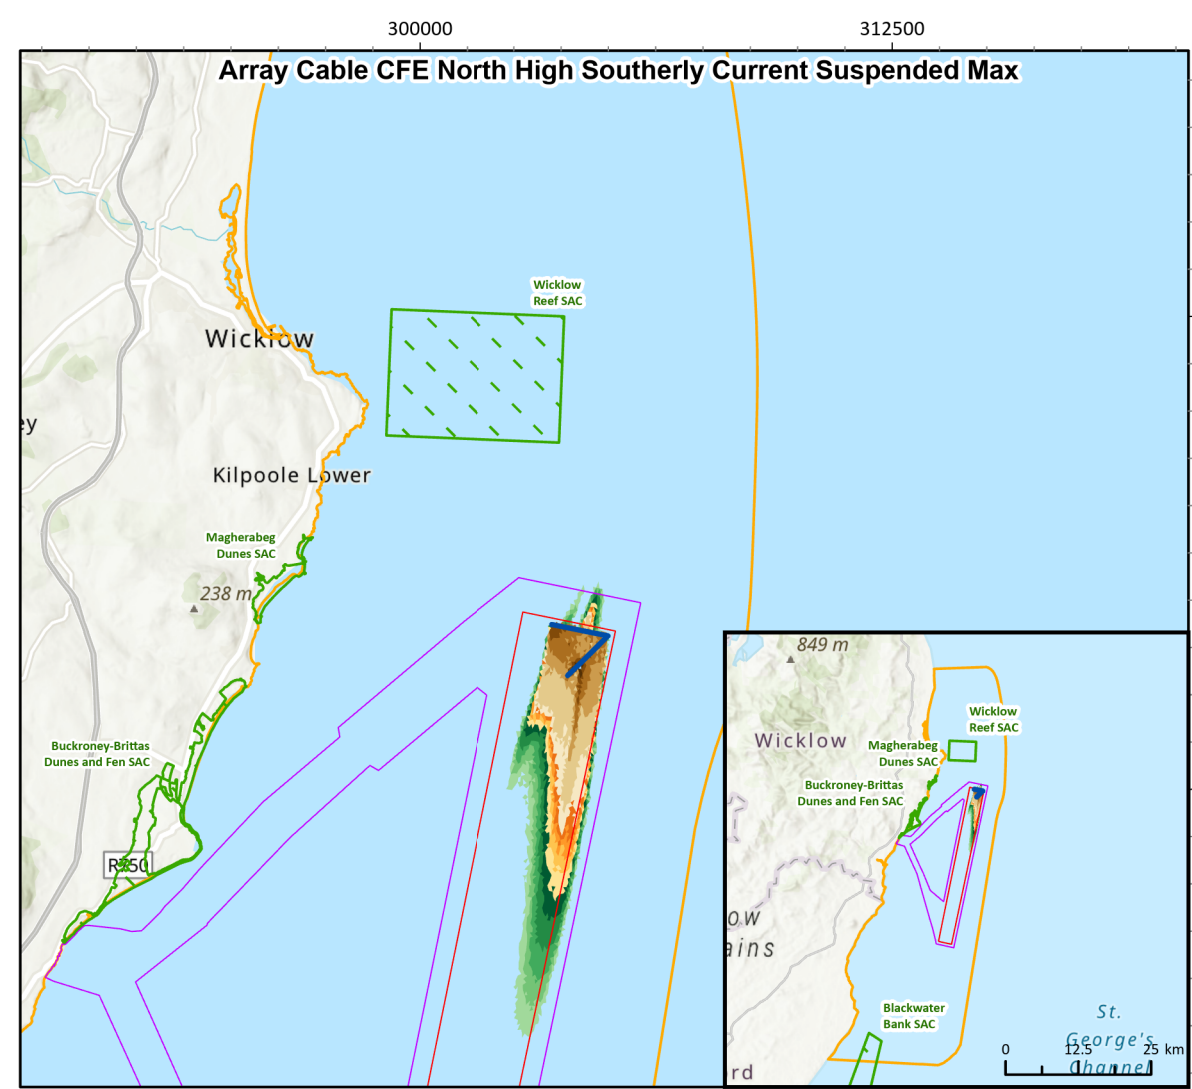 300000
312500
Array Cable CFE North High Southerly Current Suspended Max
Wicklow
Reef SAC
Wicklow
ey
Kilpoole Lower
Magherabeg
Dunes SAC
238 m
Buckroney-Brittas
Dunes and Fen SAC
R750
849 m
Wicklow
Reef SAC
Wicklow
Magherabeg
Dunes SAC
Buckroney-Brittas
Dunes and Fen SAC
ow
ains
Blackwater
Bank SAC
St.
George's
Channel
0 12.5 25 km
rd